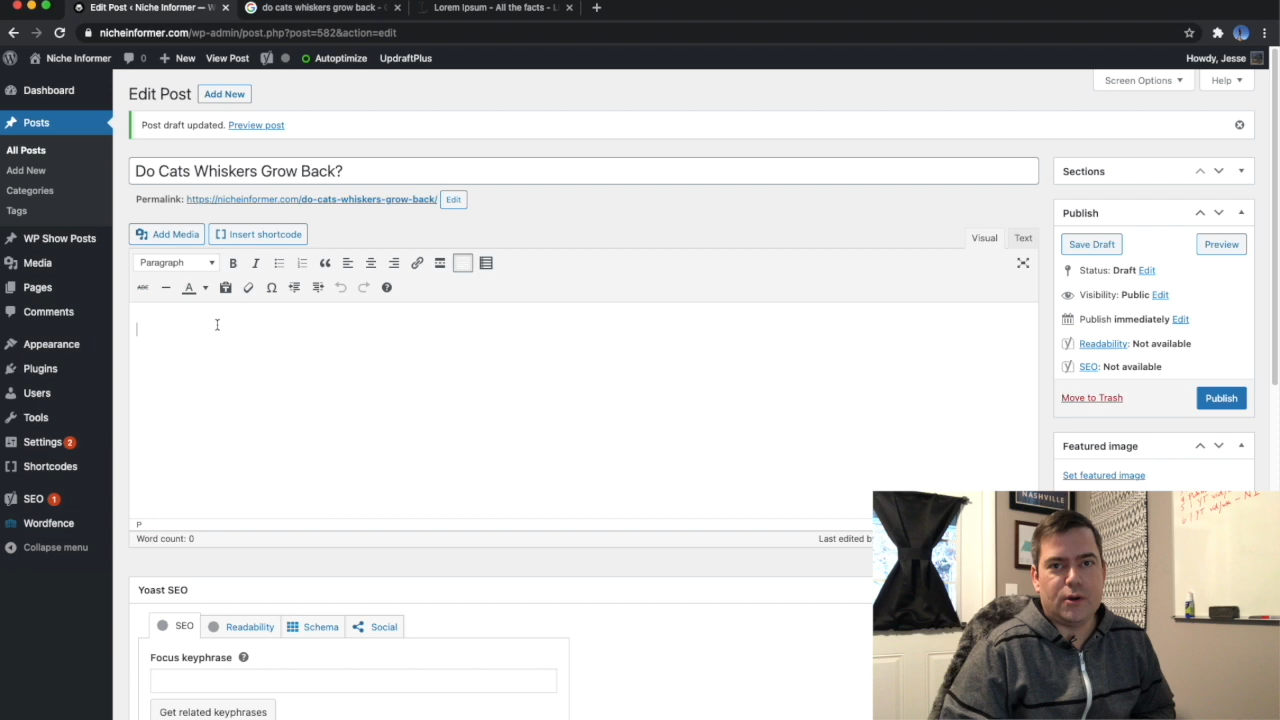 Edit Post ‹ Niche Informer — W
do cats whiskers grow back -
Lorem Ipsum - All the facts - L
nicheinformer.com/wp-admin/post.php?post=582&action=edit
Niche Informer 0 + New View Post Autoptimize UpdraftPlus Howdy, Jesse
Screen Options Help
Dashboard
Posts
All Posts
Add New
Categories
Tags
WP Show Posts
Media
Pages
Comments
Appearance
Plugins
Users
Tools
Settings 2
Shortcodes
SEO 1
Wordfence
Collapse menu
Edit Post Add New
Post draft updated. Preview post
Do Cats Whiskers Grow Back?
Permalink: https://nicheinformer.com/do-cats-whiskers-grow-back/ Edit
Add Media [ ] Insert shortcode
Visual Text
Paragraph B I
ABC A Ω
P
Word count: 0 Last edited by
Yoast SEO
SEO Readability Schema Social
Focus keyphrase
Get related keyphrases
Sections
Publish
Save Draft Preview
Status: Draft Edit
Visibility: Public Edit
Publish immediately Edit
Readability: Not available
SEO: Not available
Move to Trash Publish
Featured image
Set featured image
NASHVILLE